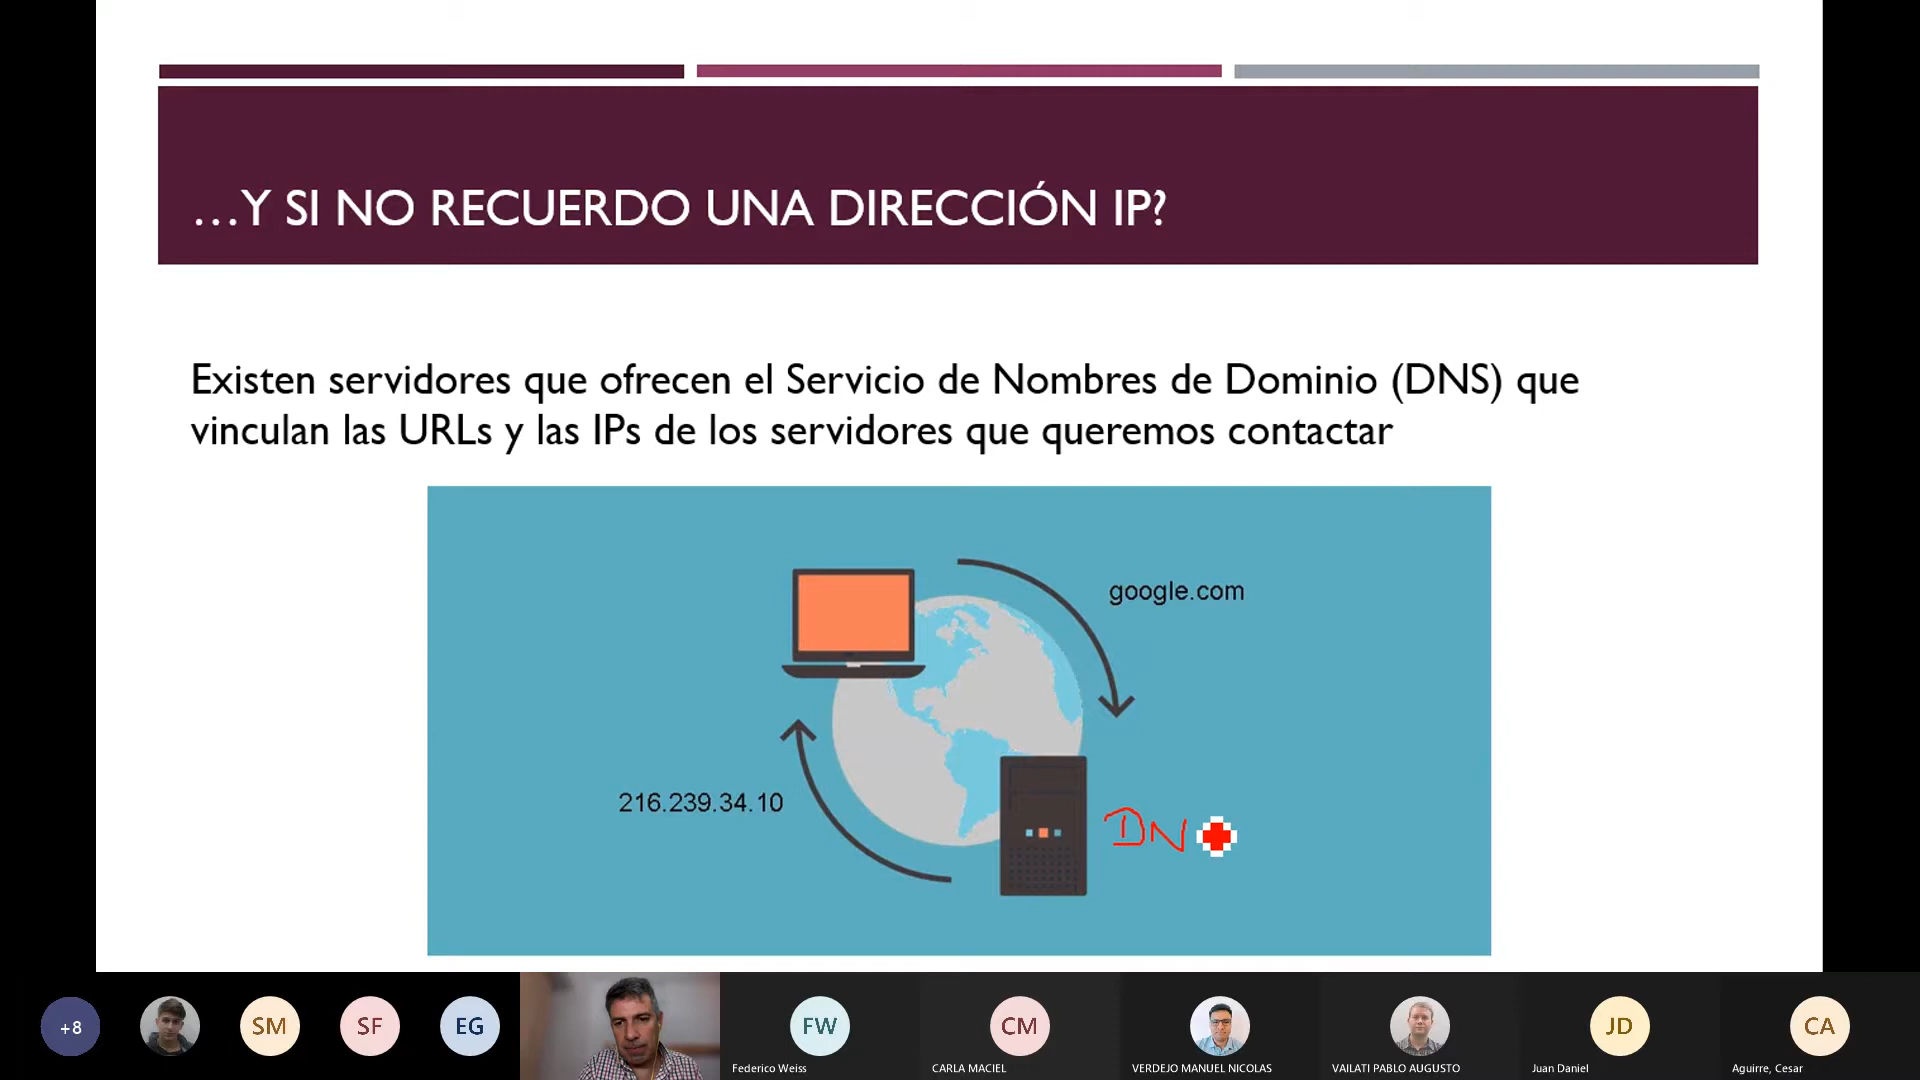 …Y SI NO RECUERDO UNA DIRECCIÓN IP?
Existen servidores que ofrecen el Servicio de Nombres de Dominio (DNS) que
vinculan las URLs y las IPs de los servidores que queremos contactar
google.com
216.239.34.10
DN
+8
SM
SF
EG
FW
Federico Weiss
CM
CARLA MACIEL
VERDEJO MANUEL NICOLAS
VAILATI PABLO AUGUSTO
JD
Juan Daniel
CA
Aguirre, Cesar